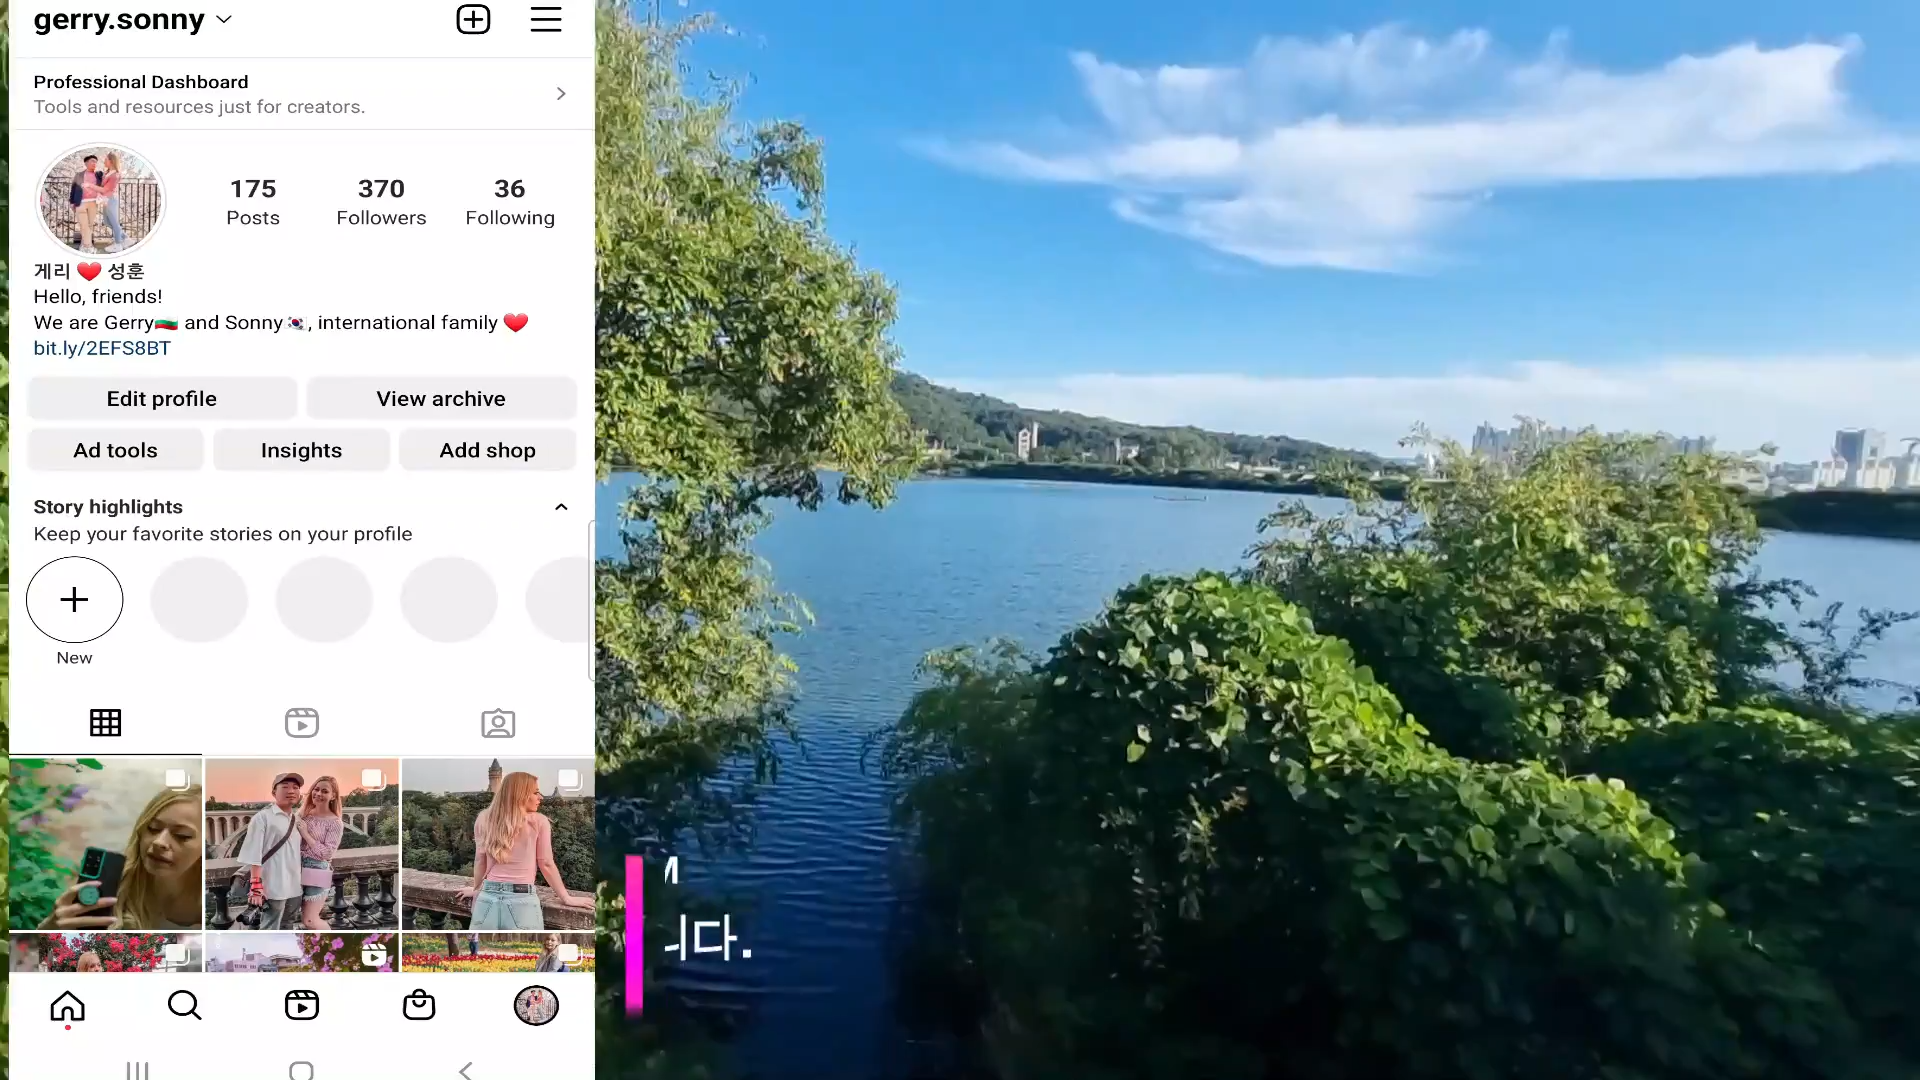 gerry.sonny
Professional Dashboard
Tools and resources just for creators.
175
Posts
370
Followers
36
Following
게리 ❤️ 성훈
Hello, friends!
We are Gerry🇧🇬 and Sonny🇰🇷, international family ❤️
bit.ly/2EFS8BT
Edit profile
View archive
Ad tools
Insights
Add shop
Story highlights
Keep your favorite stories on your profile
New